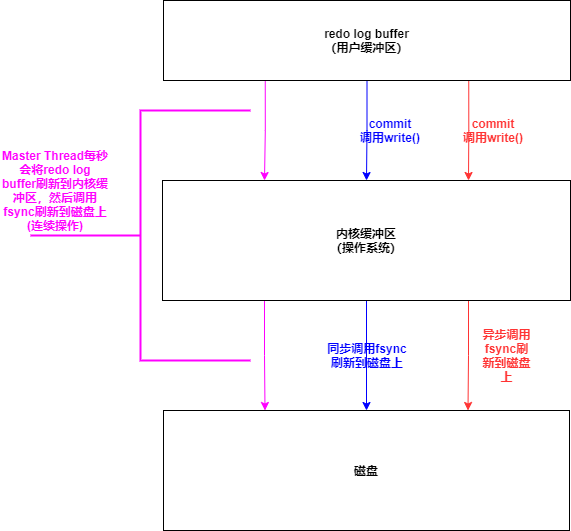 redo log buffer
(用户缓冲区)
commit
调用write()
commit
调用write()
Master Thread每秒
会将redo log
buffer刷新到内核缓
冲区，然后调用
fsync刷新到磁盘上
(连续操作)
内核缓冲区
(操作系统)
同步调用fsync
刷新到磁盘上
异步调用
fsync刷
新到磁盘
上
磁盘